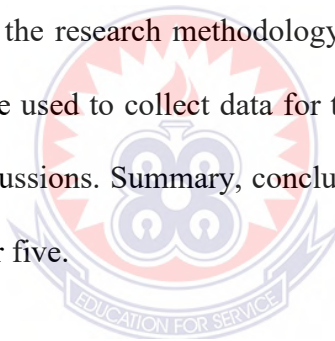 the research methodology
e used to collect data for t
ussions. Summary, conclu
r five.
EDUCATION FOR SERVICE